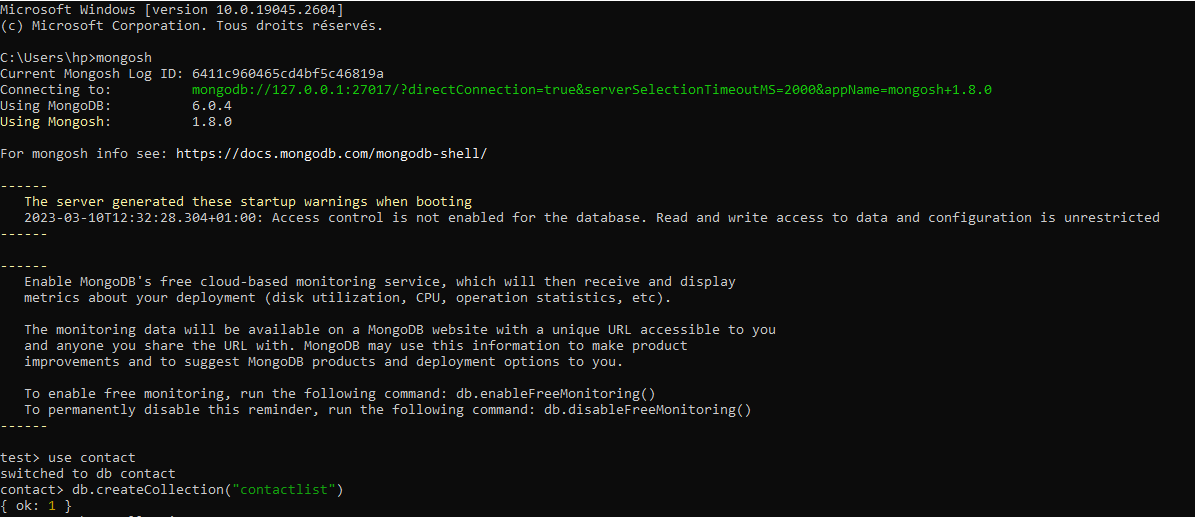 Microsoft Windows [version 10.0.19045.2604]
(c) Microsoft Corporation. Tous droits réservés.
C:\Users\hp>mongosh
Current Mongosh Log ID: 6411c960465cd4bf5c46819a
Connecting to: mongodb://127.0.0.1:27017/?directConnection=true&serverSelectionTimeoutMS=2000&appName=mongosh+1.8.0
Using MongoDB: 6.0.4
Using Mongosh: 1.8.0
For mongosh info see: https://docs.mongodb.com/mongodb-shell/
------
The server generated these startup warnings when booting
2023-03-10T12:32:28.304+01:00: Access control is not enabled for the database. Read and write access to data and configuration is unrestricted
------
------
Enable MongoDB's free cloud-based monitoring service, which will then receive and display
metrics about your deployment (disk utilization, CPU, operation statistics, etc).
The monitoring data will be available on a MongoDB website with a unique URL accessible to you
and anyone you share the URL with. MongoDB may use this information to make product
improvements and to suggest MongoDB products and deployment options to you.
To enable free monitoring, run the following command: db.enableFreeMonitoring()
To permanently disable this reminder, run the following command: db.disableFreeMonitoring()
------
test> use contact
switched to db contact
contact> db.createCollection("contactlist")
{ ok: 1 }